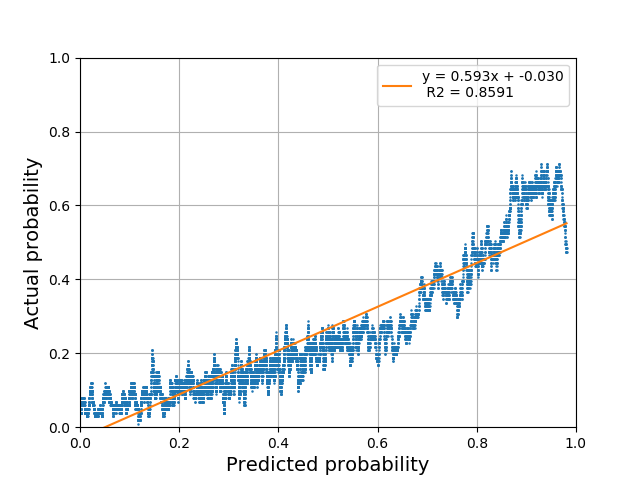 y = 0.593x + -0.030
R2 = 0.8591
1.0
0.8
0.6
0.4
0.2
0.0
Actual probability
0.0 0.2 0.4 0.6 0.8 1.0
Predicted probability